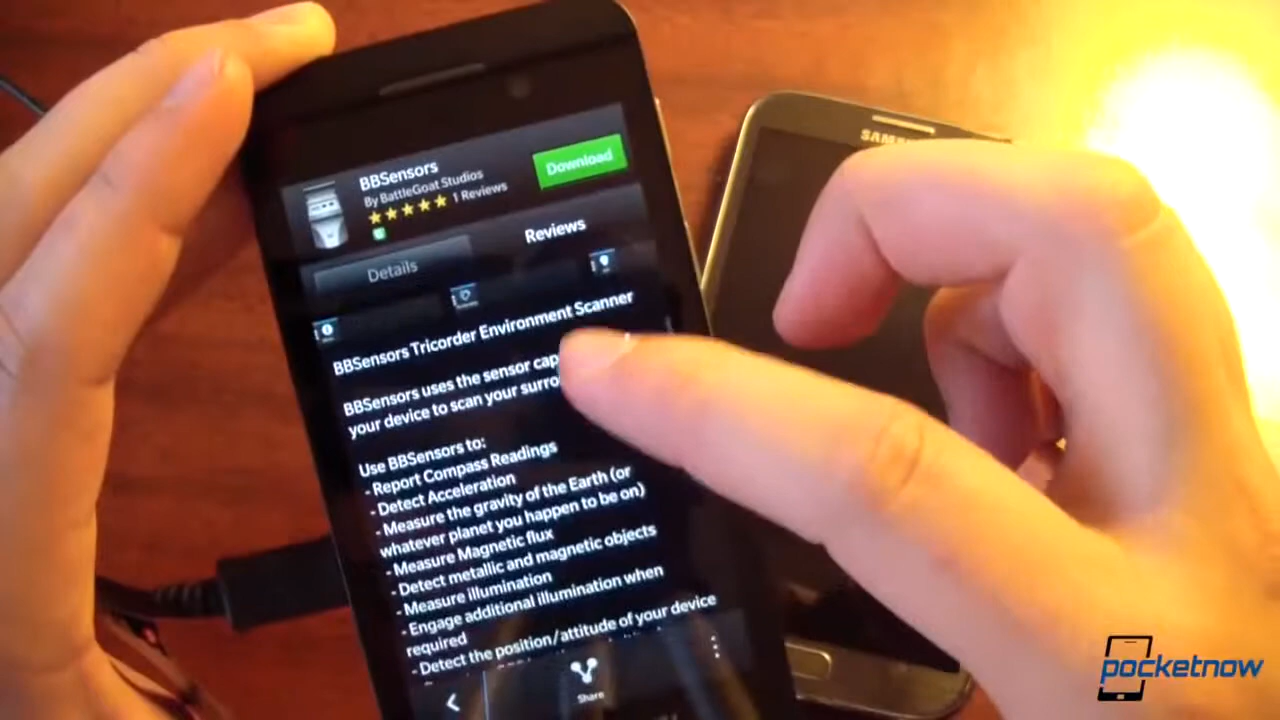 BBSensors
By BattleGoat Studios
1 Reviews
Download
Details
Reviews
BBSensors Tricorder Environment Scanner
BBSensors uses the sensor
your device to scan your
Use BBSensors to:
- Report Compass Readings
- Detect Acceleration
- Measure the gravity of the Earth (or
whatever planet you happen to be on)
- Measure Magnetic flux
- Detect metallic and magnetic objects
- Measure illumination
- Engage additional illumination when
required
- Detect the position/attitude of your device
Share
pocketnow